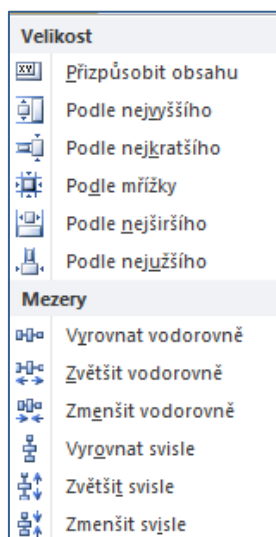 Velikost
Přizpůsobit obsahu
Podle nejvyššího
Podle nejkratšího
Podle mřížky
Podle nejširšího
Podle nejužšího
Mezery
Vyrovnat vodorovně
Zvětšit vodorovně
Zmenšit vodorovně
Vyrovnat svisle
Zvětšit svisle
Zmenšit svisle